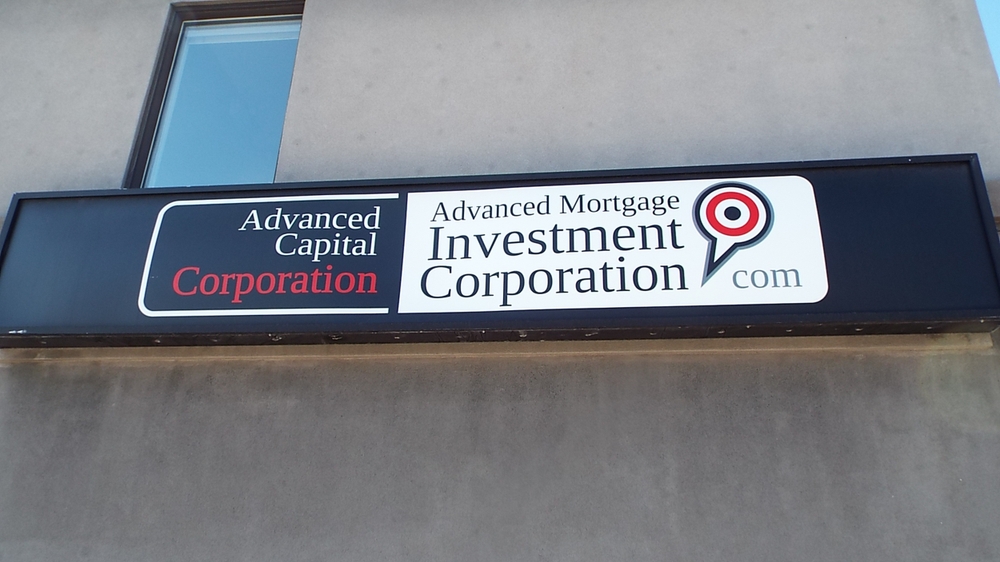 Advanced
Capital
Corporation
Advanced Mortgage
Investment
Corporation
com